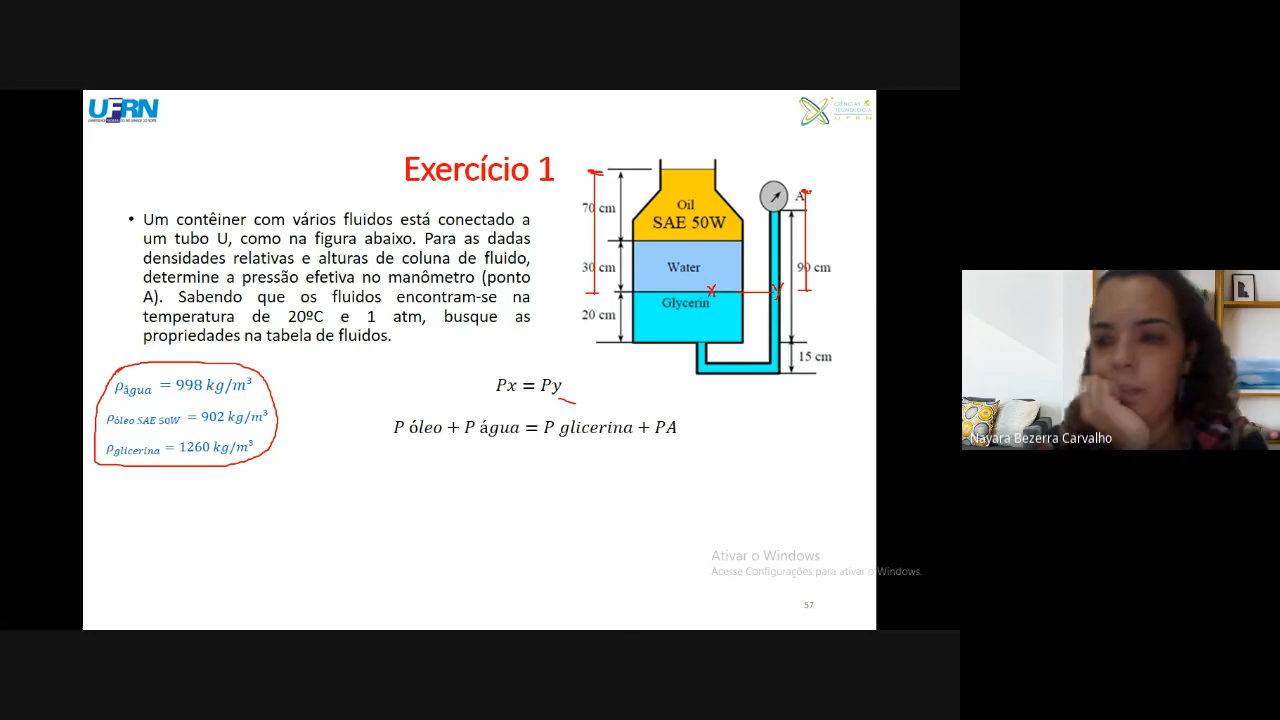 UFRN
CIÊNCIAS &
TECNOLOGIA
UFRN
Exercício 1
• Um contêiner com vários fluidos está conectado a
um tubo U, como na figura abaixo. Para as dadas
densidades relativas e alturas de coluna de fluido,
determine a pressão efetiva no manômetro (ponto
A). Sabendo que os fluidos encontram-se na
temperatura de 20ºC e 1 atm, busque as
propriedades na tabela de fluidos.
70 cm
Oil
SAE 50W
A
30 cm
Water
90 cm
X
Y
Glycerin
20 cm
15 cm
ρágua = 998 kg/m³
ρóleo SAE 50W = 902 kg/m³
ρglicerina = 1260 kg/m³
Px = Py
P óleo + P água = P glicerina + PA
Nayara Bezerra Carvalho
Ativar o Windows
Acesse Configurações para ativar o Windows.
57